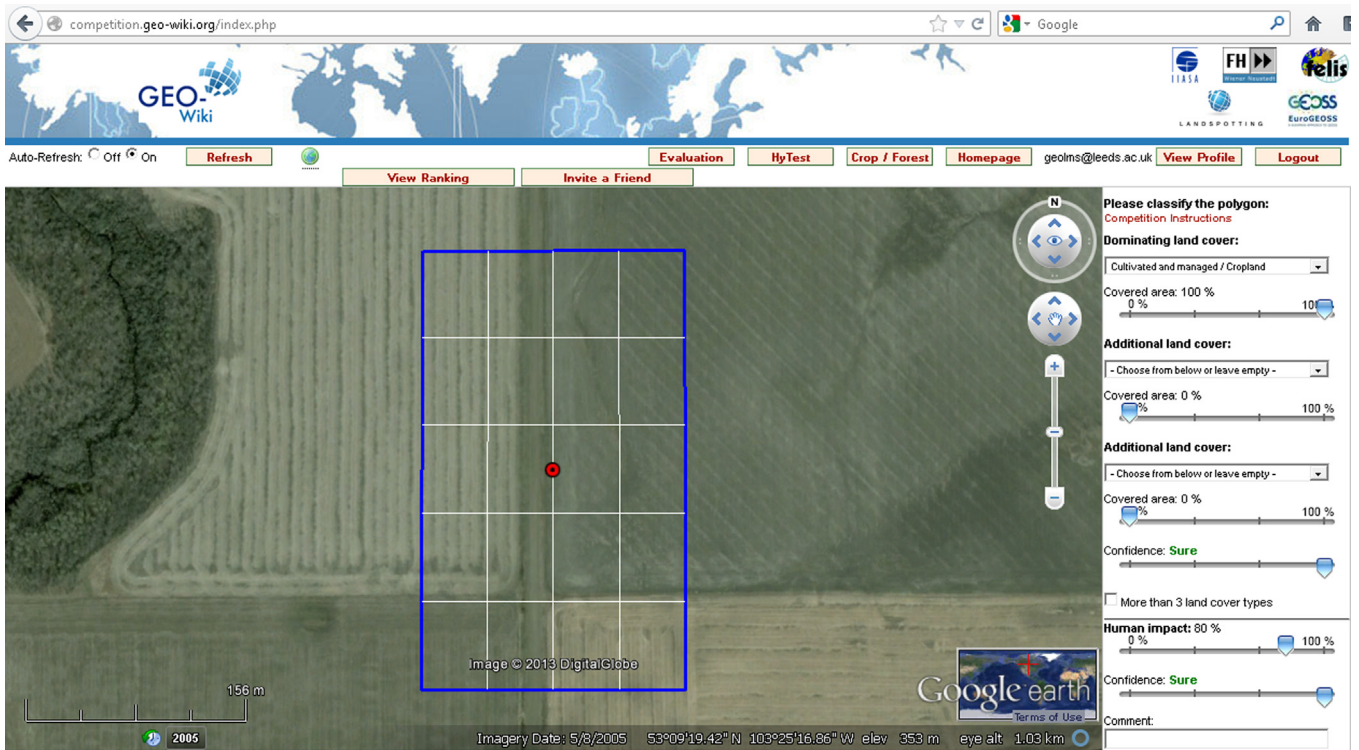 competition.geo-wiki.org/index.php
Google
GEO-
Wiki
IIASA
FH
Wiener Neustadt
felis
LANDSPOTTING
GEOSS
EuroGEOSS
Auto-Refresh: Off On
Refresh
Evaluation
HyTest
Crop / Forest
Homepage
geolms@leeds.ac.uk
View Profile
Logout
View Ranking
Invite a Friend
N
Please classify the polygon:
Competition Instructions
Dominating land cover:
Cultivated and managed / Cropland
Covered area: 100 %
0 %
10
Additional land cover:
- Choose from below or leave empty -
Covered area: 0 %
%
100 %
Additional land cover:
- Choose from below or leave empty -
Covered area: 0 %
%
100 %
Confidence: Sure
More than 3 land cover types
Human impact: 80 %
0 %
100 %
Confidence: Sure
Comment:
Image © 2013 DigitalGlobe
Google earth
Terms of Use
156 m
2005
Imagery Date: 5/8/2005 53°09'19.42" N 103°25'16.86" W elev 353 m eye alt 1.03 km